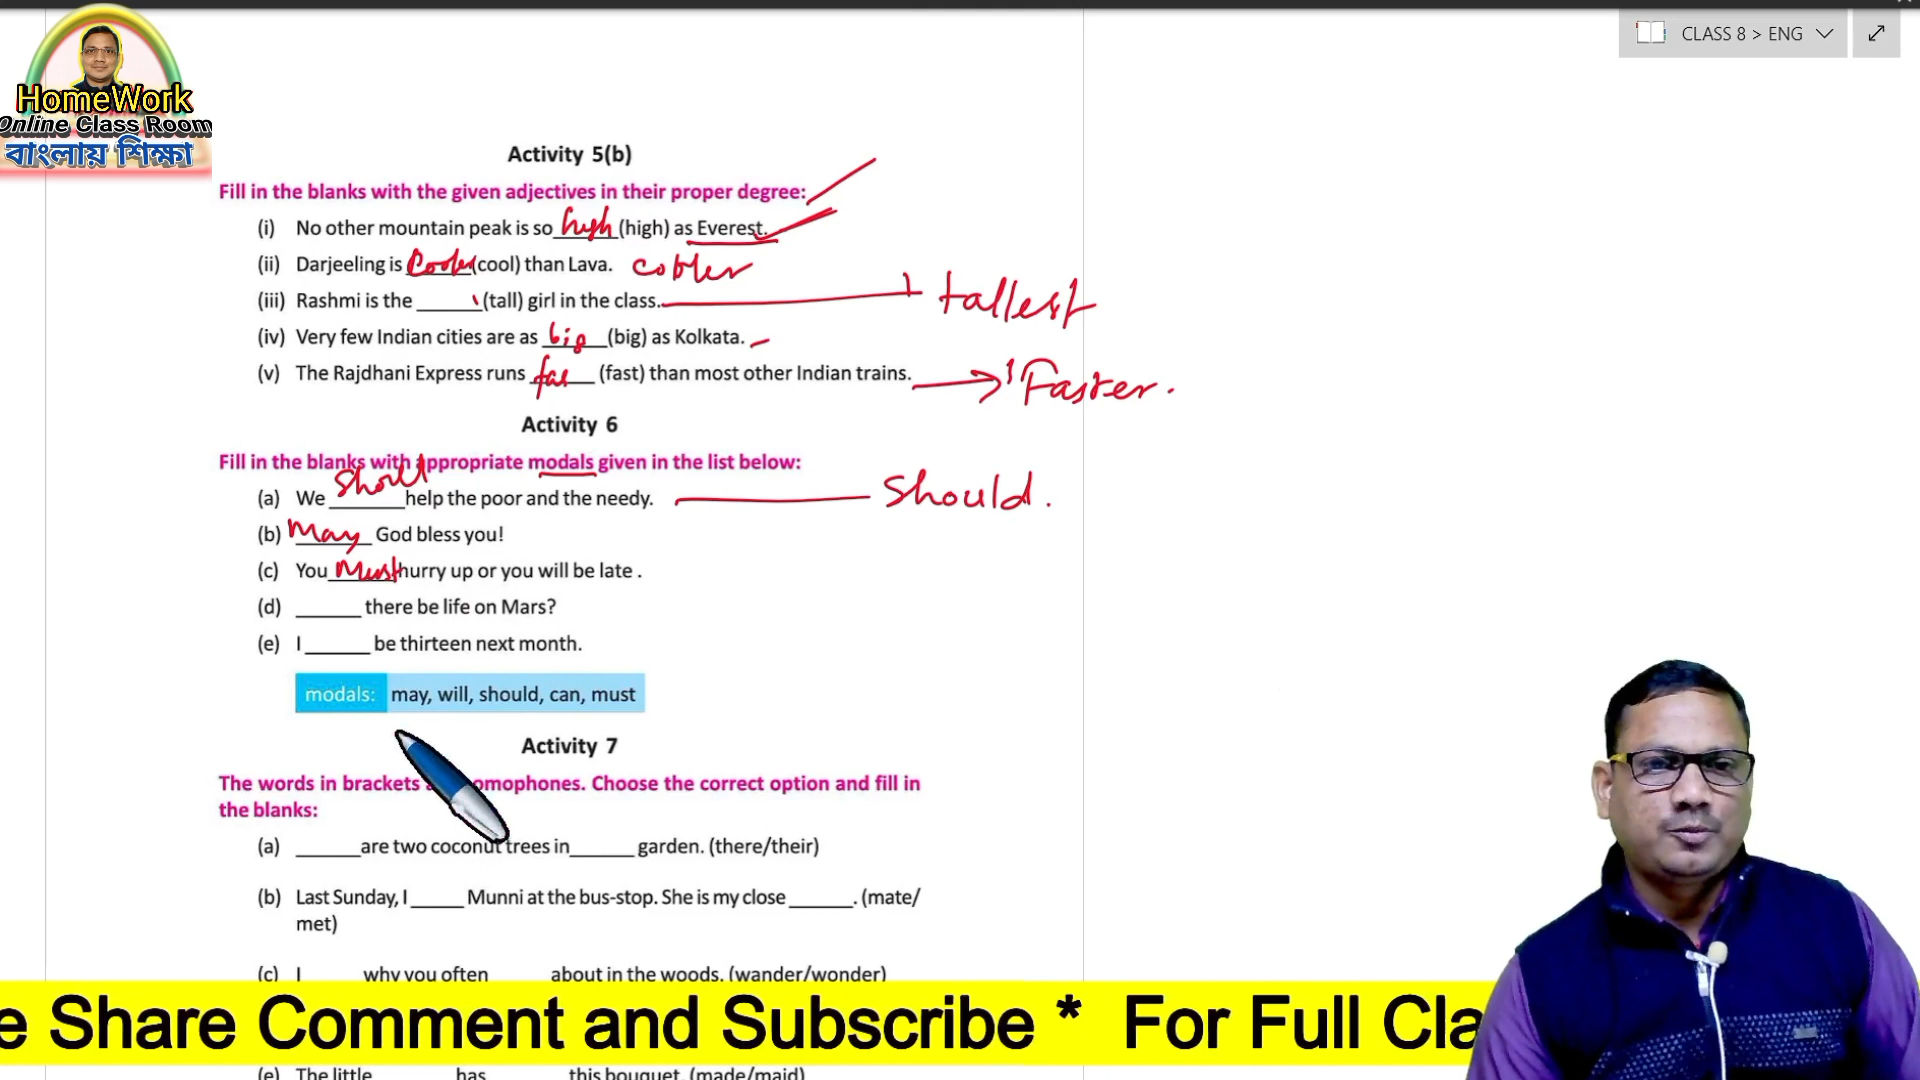 CLASS 8 > ENG
HomeWork
Online Class Room
বাংলায় শিক্ষা
Activity 5(b)
Fill in the blanks with the given adjectives in their proper degree:
(i) No other mountain peak is so high (high) as Everest.
(ii) Darjeeling is Cooler (cool) than Lava. cooler
(iii) Rashmi is the ______ (tall) girl in the class. tallest
(iv) Very few Indian cities are as big (big) as Kolkata.
(v) The Rajdhani Express runs fas (fast) than most other Indian trains. Faster.
Activity 6
Fill in the blanks with appropriate modals given in the list below:
(a) We should help the poor and the needy. Should.
(b) May God bless you!
(c) You Must hurry up or you will be late .
(d) ______ there be life on Mars?
(e) I ______ be thirteen next month.
modals: may, will, should, can, must
Activity 7
The words in brackets omophones. Choose the correct option and fill in
the blanks:
(a) ______are two coconut trees in______ garden. (there/their)
(b) Last Sunday, I _____ Munni at the bus-stop. She is my close ______. (mate/
met)
(c) I why you often about in the woods. (wander/wonder)
e Share Comment and Subscribe * For Full Cla
(e) The little has this bouquet. (made/maid)